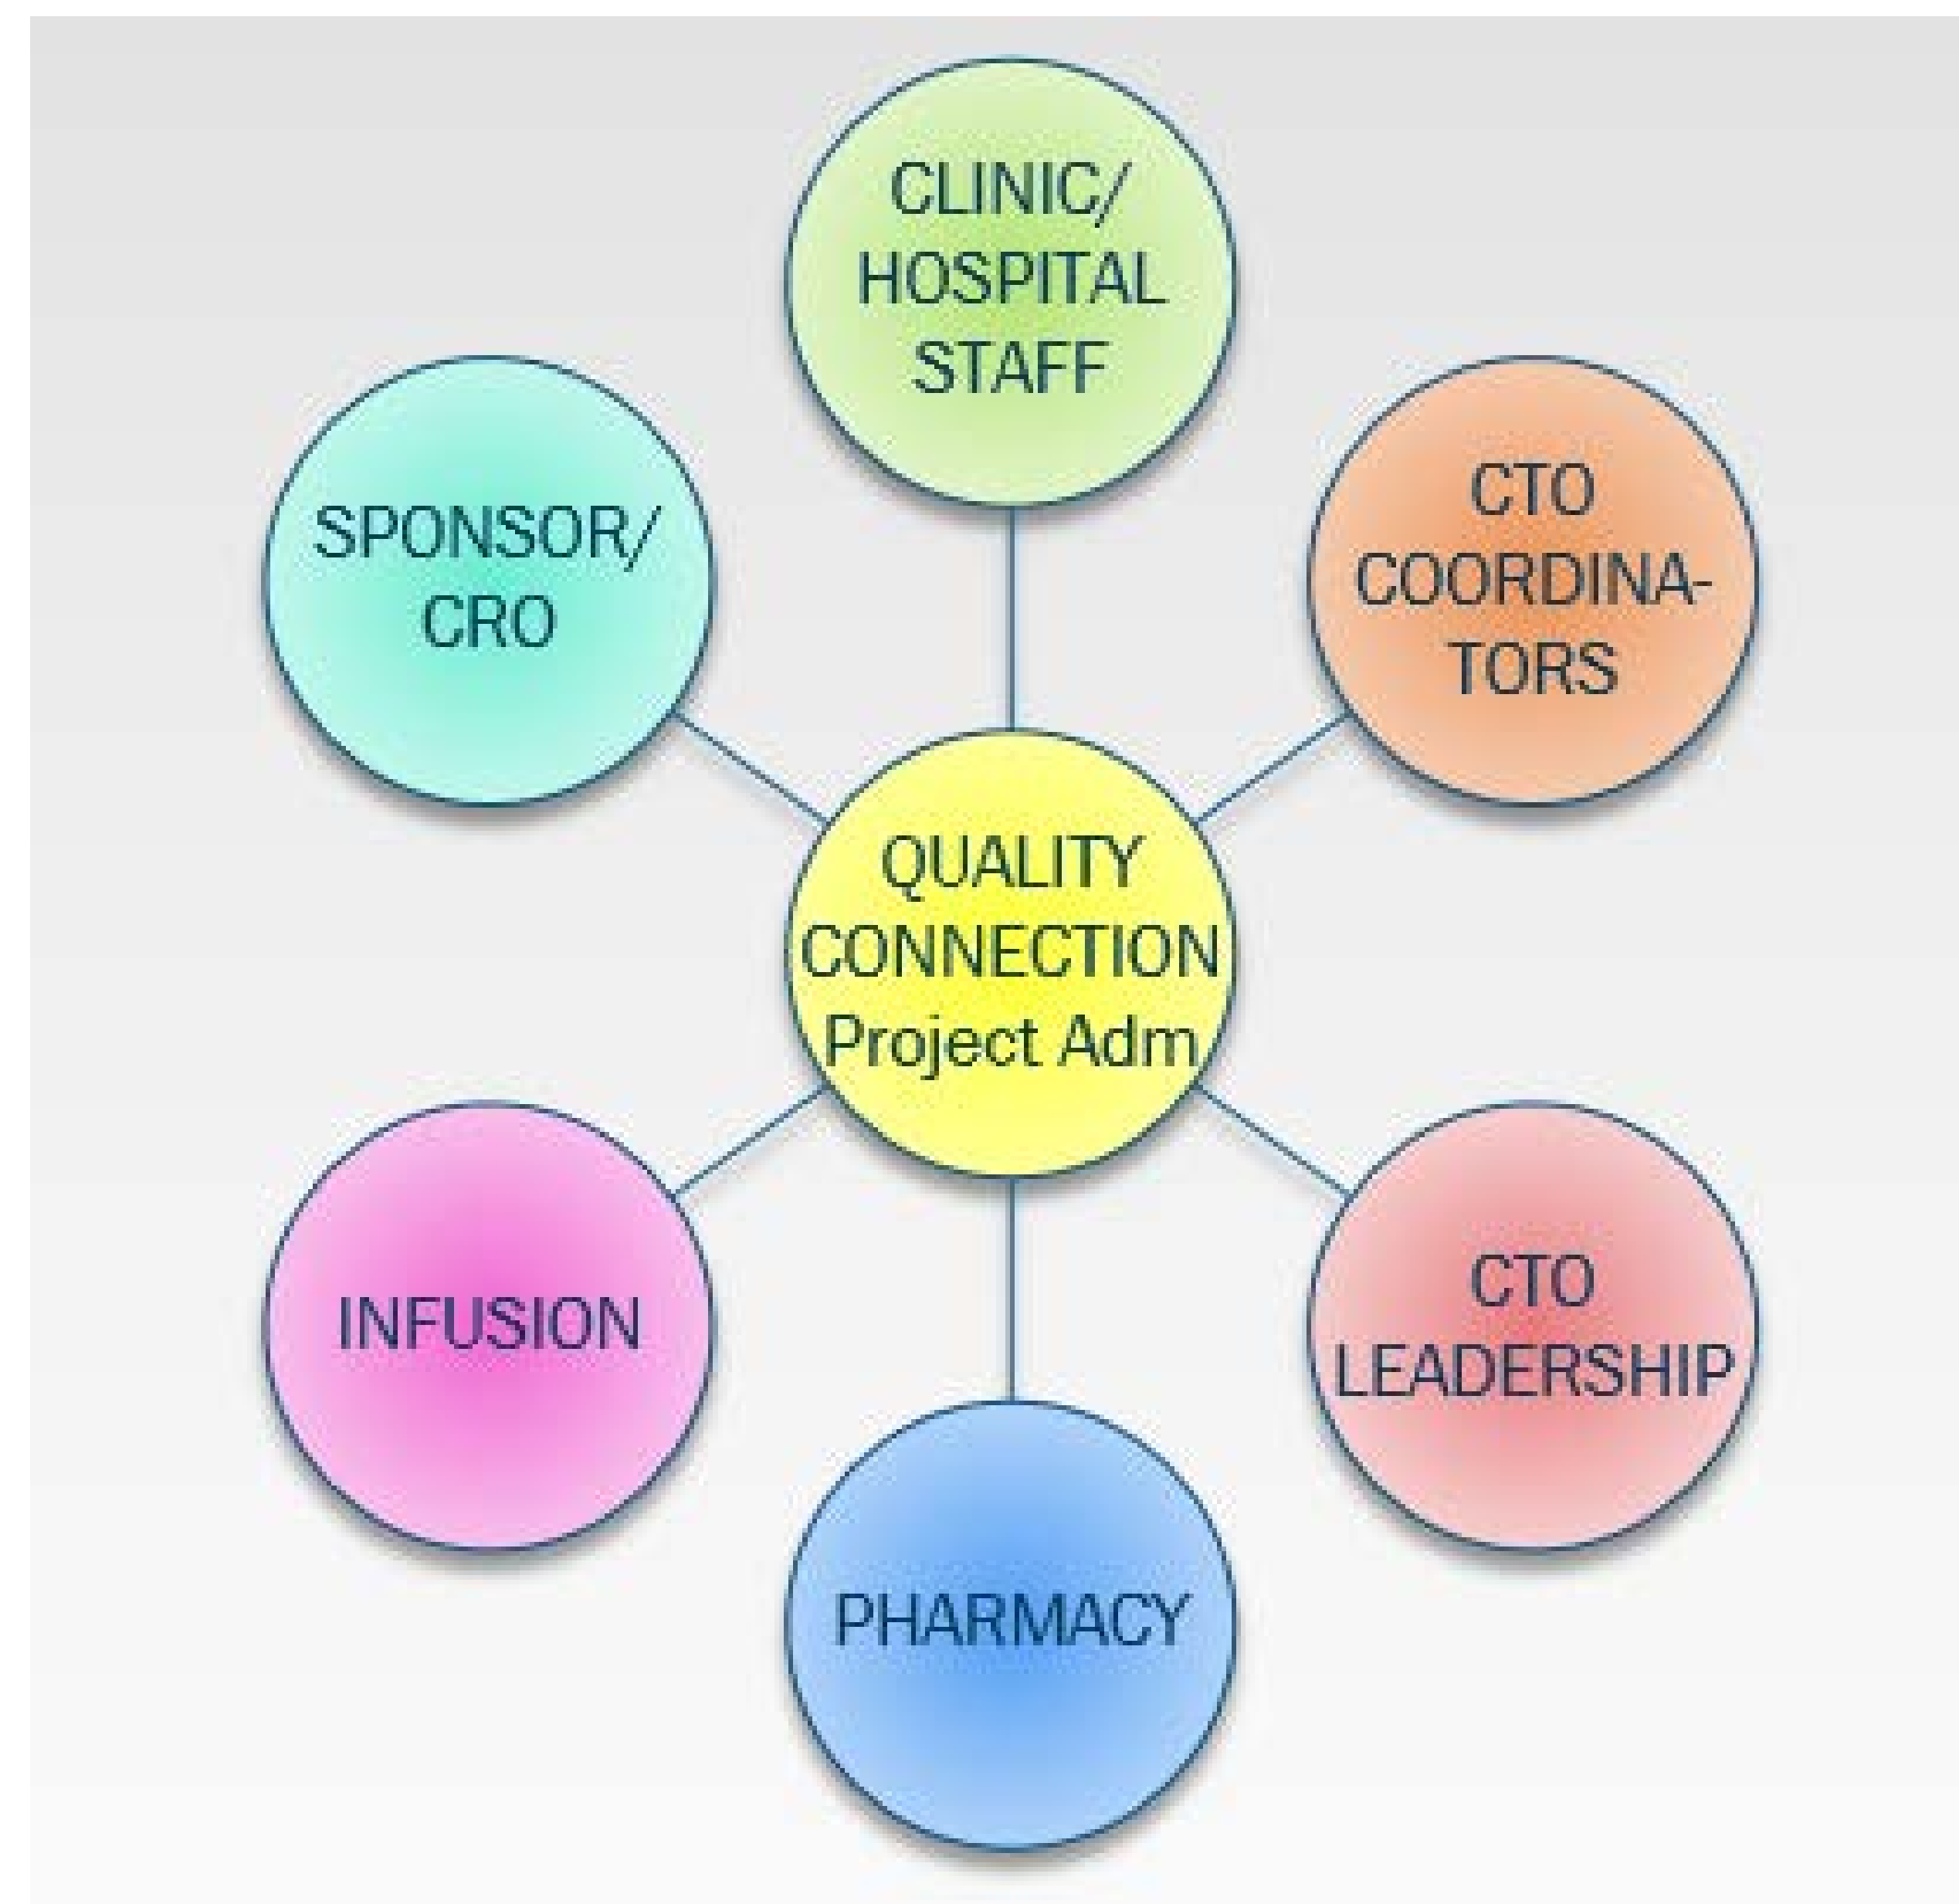 CLINIC/
HOSPITAL
STAFF
CTO
COORDINA-
TORS
CTO
LEADERSHIP
PHARMACY
INFUSION
SPONSOR/
CRO
QUALITY
CONNECTION
Project Adm